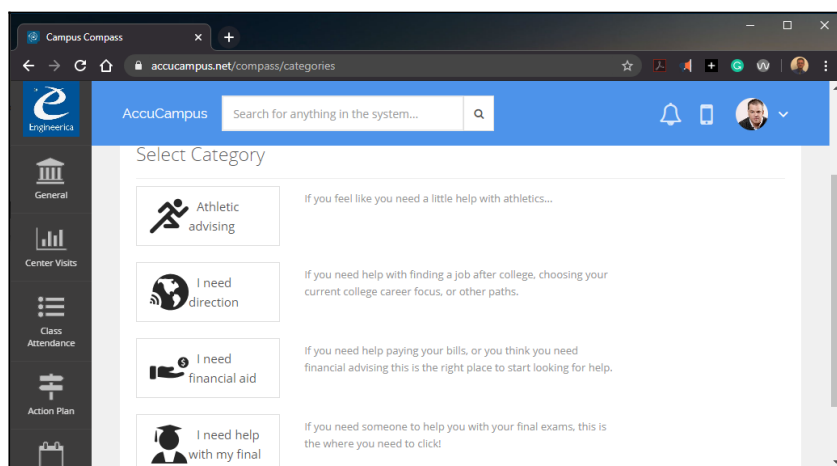 Campus Compass
accucampus.net/compass/categories
Engineerica
AccuCampus
Search for anything in the system...
General
Center Visits
Class
Attendance
Action Plan
Select Category
Athletic
advising
If you feel like you need a little help with athletics...
I need
direction
If you need help with finding a job after college, choosing your
current college career focus, or other paths.
I need
financial aid
If you need help paying your bills, or you think you need
financial advising this is the right place to start looking for help.
I need help
with my final
If you need someone to help you with your final exams, this is
the where you need to click!